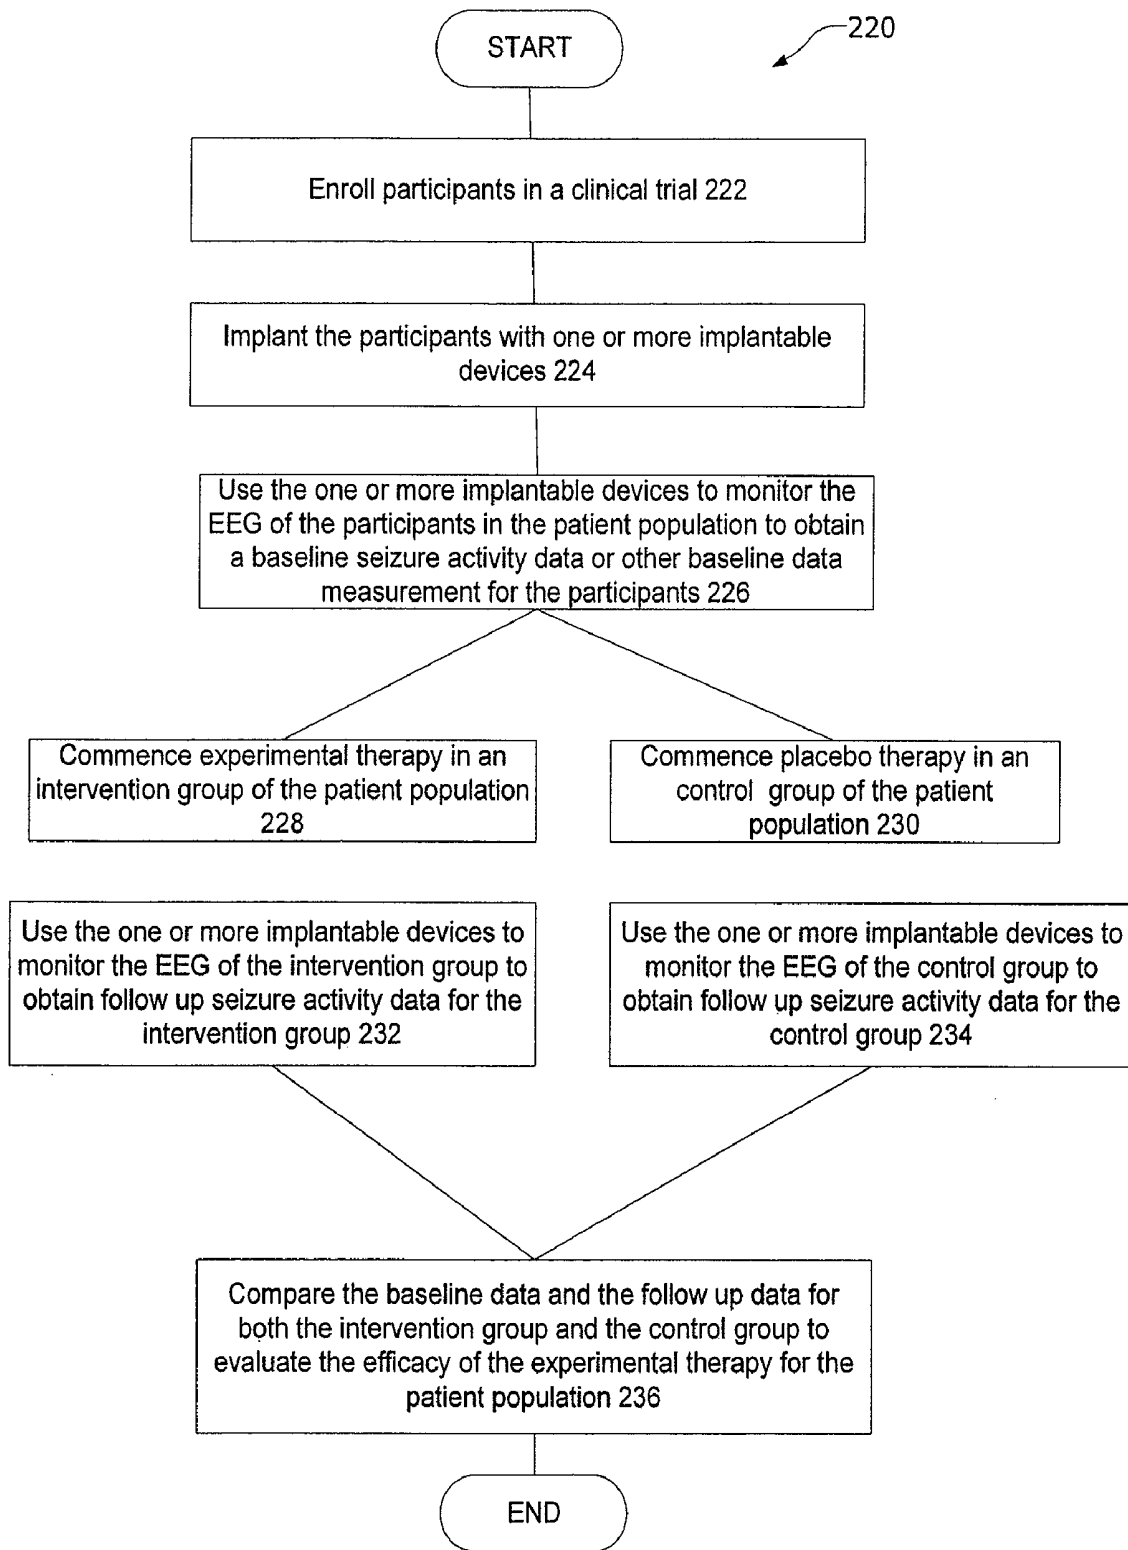 START
220
Enroll participants in a clinical trial 222
Implant the participants with one or more implantable
devices 224
Use the one or more implantable devices to monitor the
EEG of the participants in the patient population to obtain
a baseline seizure activity data or other baseline data
measurement for the participants 226
Commence experimental therapy in an
intervention group of the patient population
228
Commence placebo therapy in an
control group of the patient
population 230
Use the one or more implantable devices to
monitor the EEG of the intervention group to
obtain follow up seizure activity data for the
intervention group 232
Use the one or more implantable devices to
monitor the EEG of the control group to
obtain follow up seizure activity data for the
control group 234
Compare the baseline data and the follow up data for
both the intervention group and the control group to
evaluate the efficacy of the experimental therapy for the
patient population 236
END